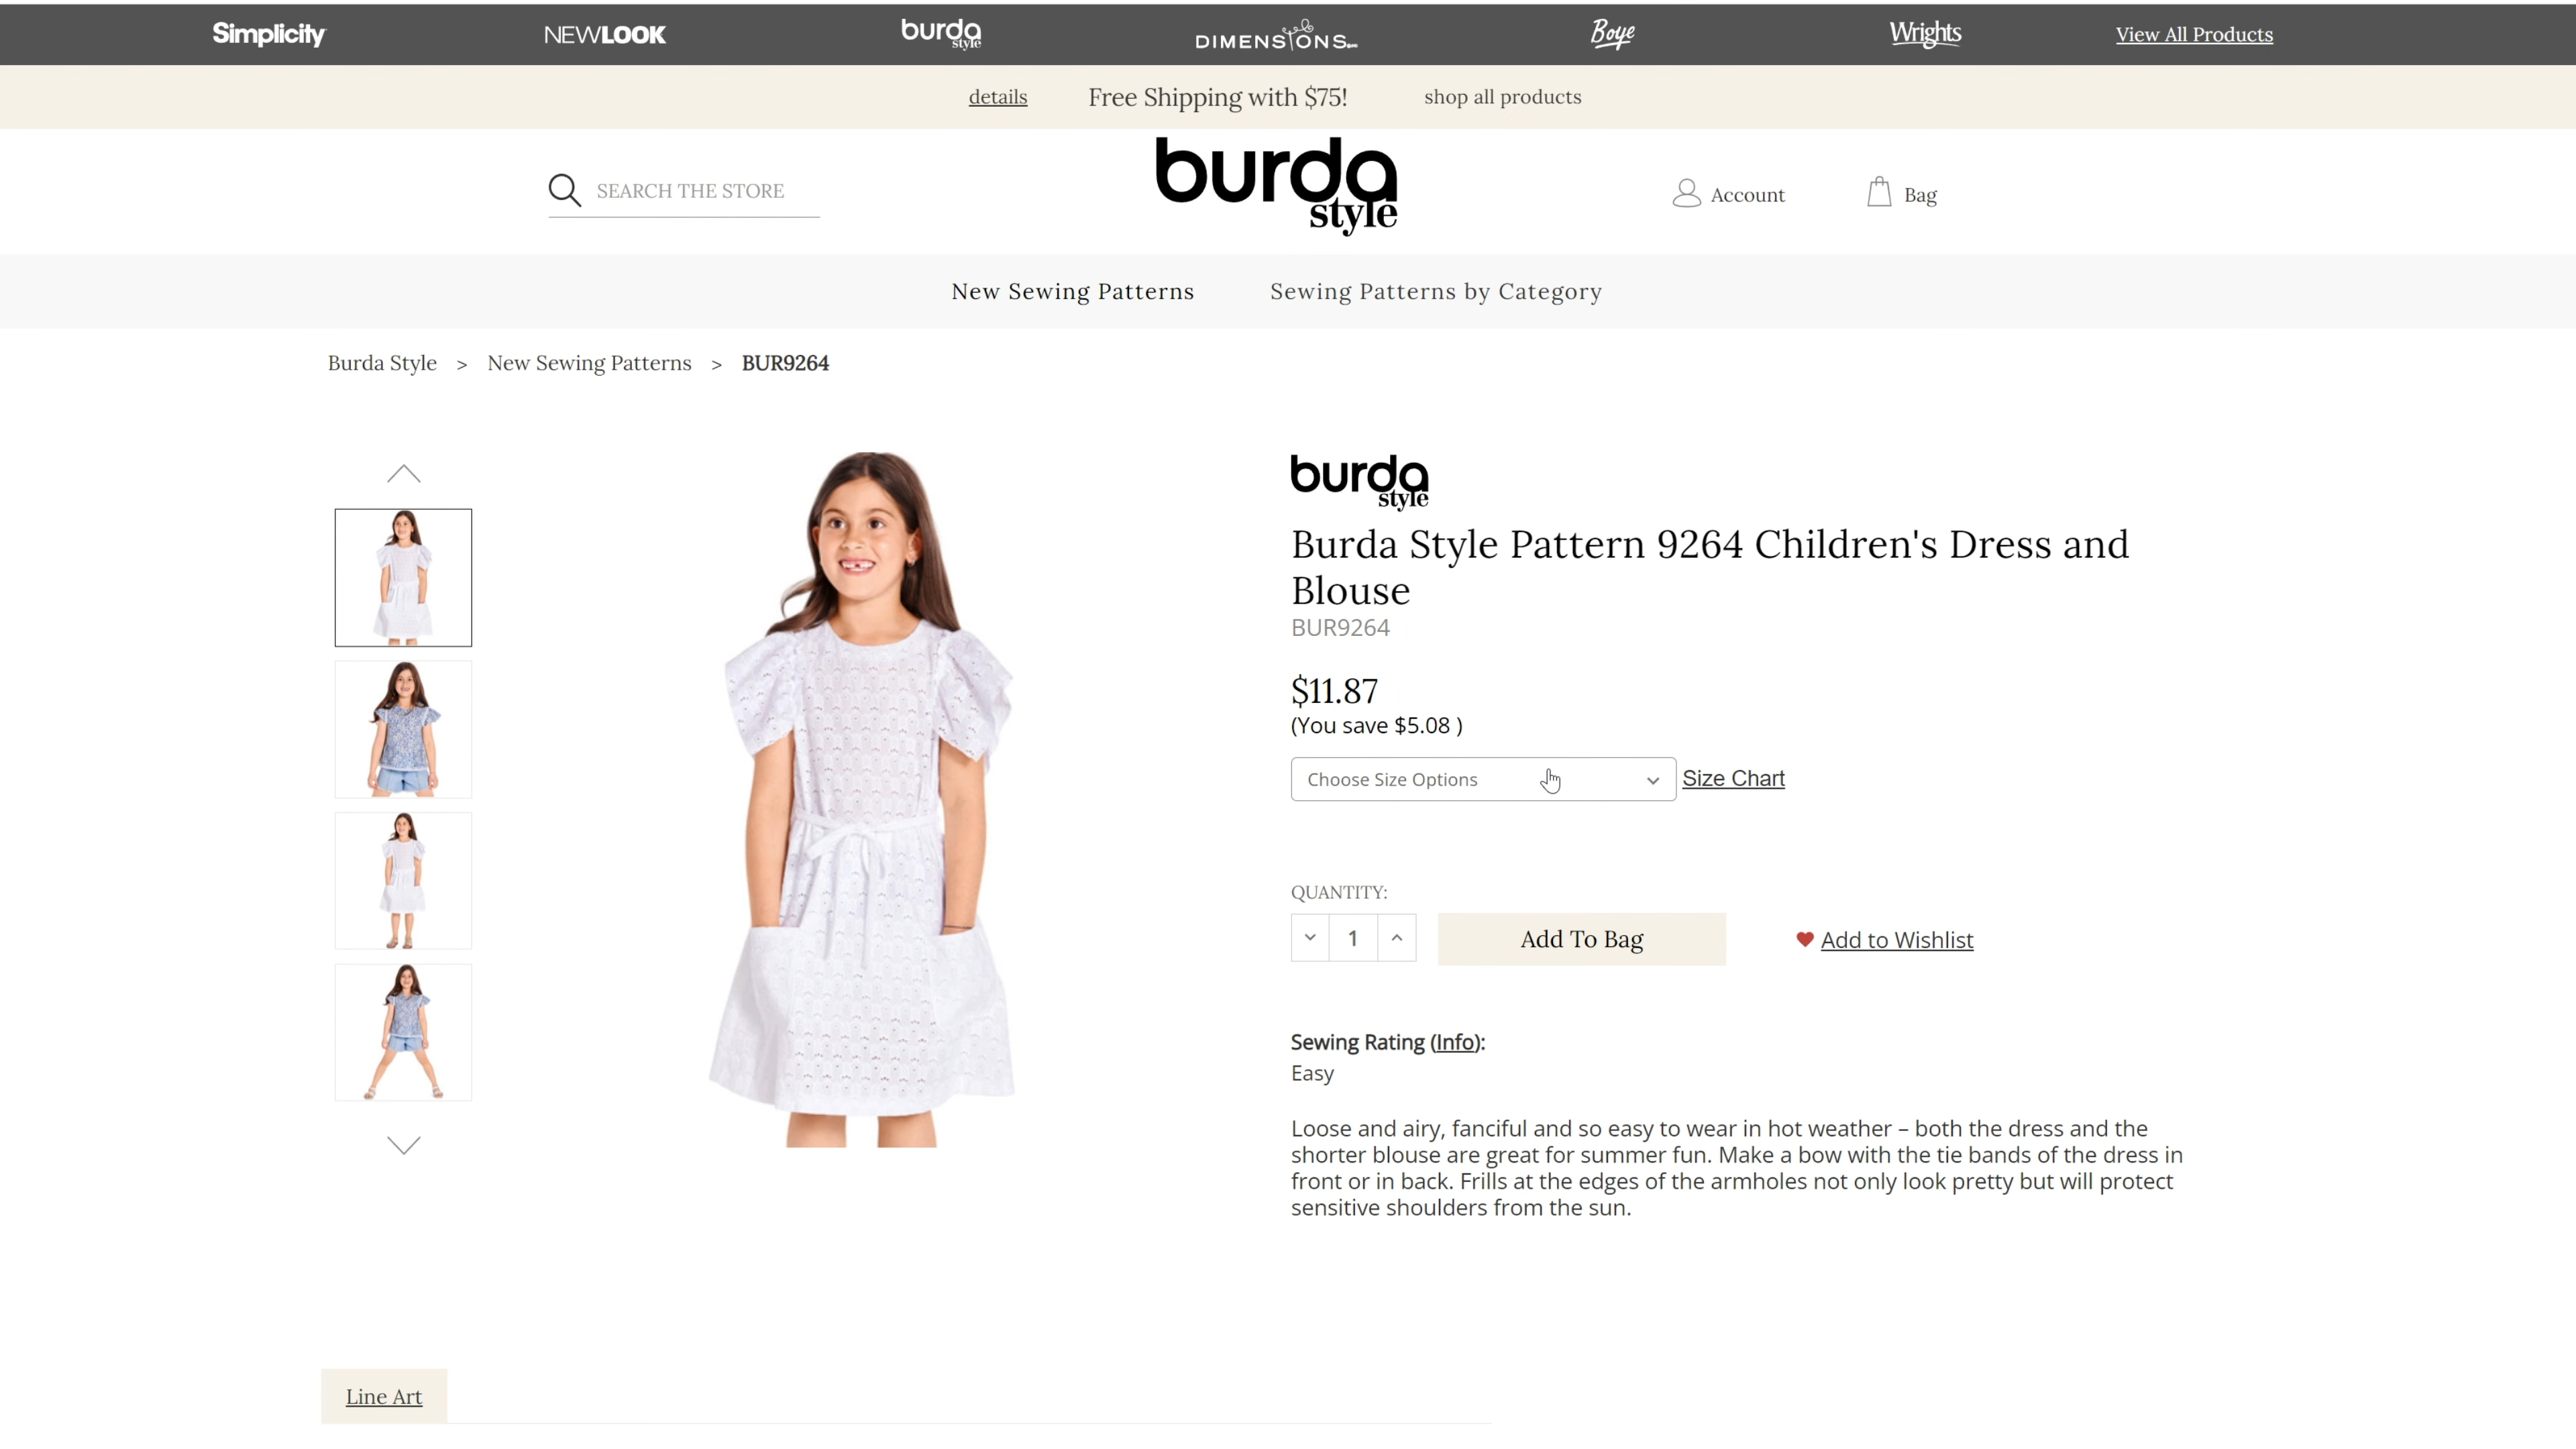 Simplicity
NEWLOOK
burda style
DIMENSIONS
Boye
Wrights
View All Products
details
Free Shipping with $75!
shop all products
SEARCH THE STORE
burda
style
Account
Bag
New Sewing Patterns
Sewing Patterns by Category
Burda Style > New Sewing Patterns > BUR9264
burda
style
Burda Style Pattern 9264 Children's Dress and
Blouse
BUR9264
$11.87
(You save $5.08 )
Choose Size Options
Size Chart
QUANTITY:
1
Add To Bag
Add to Wishlist
Sewing Rating (Info):
Easy
Loose and airy, fanciful and so easy to wear in hot weather – both the dress and the
shorter blouse are great for summer fun. Make a bow with the tie bands of the dress in
front or in back. Frills at the edges of the armholes not only look pretty but will protect
sensitive shoulders from the sun.
Line Art